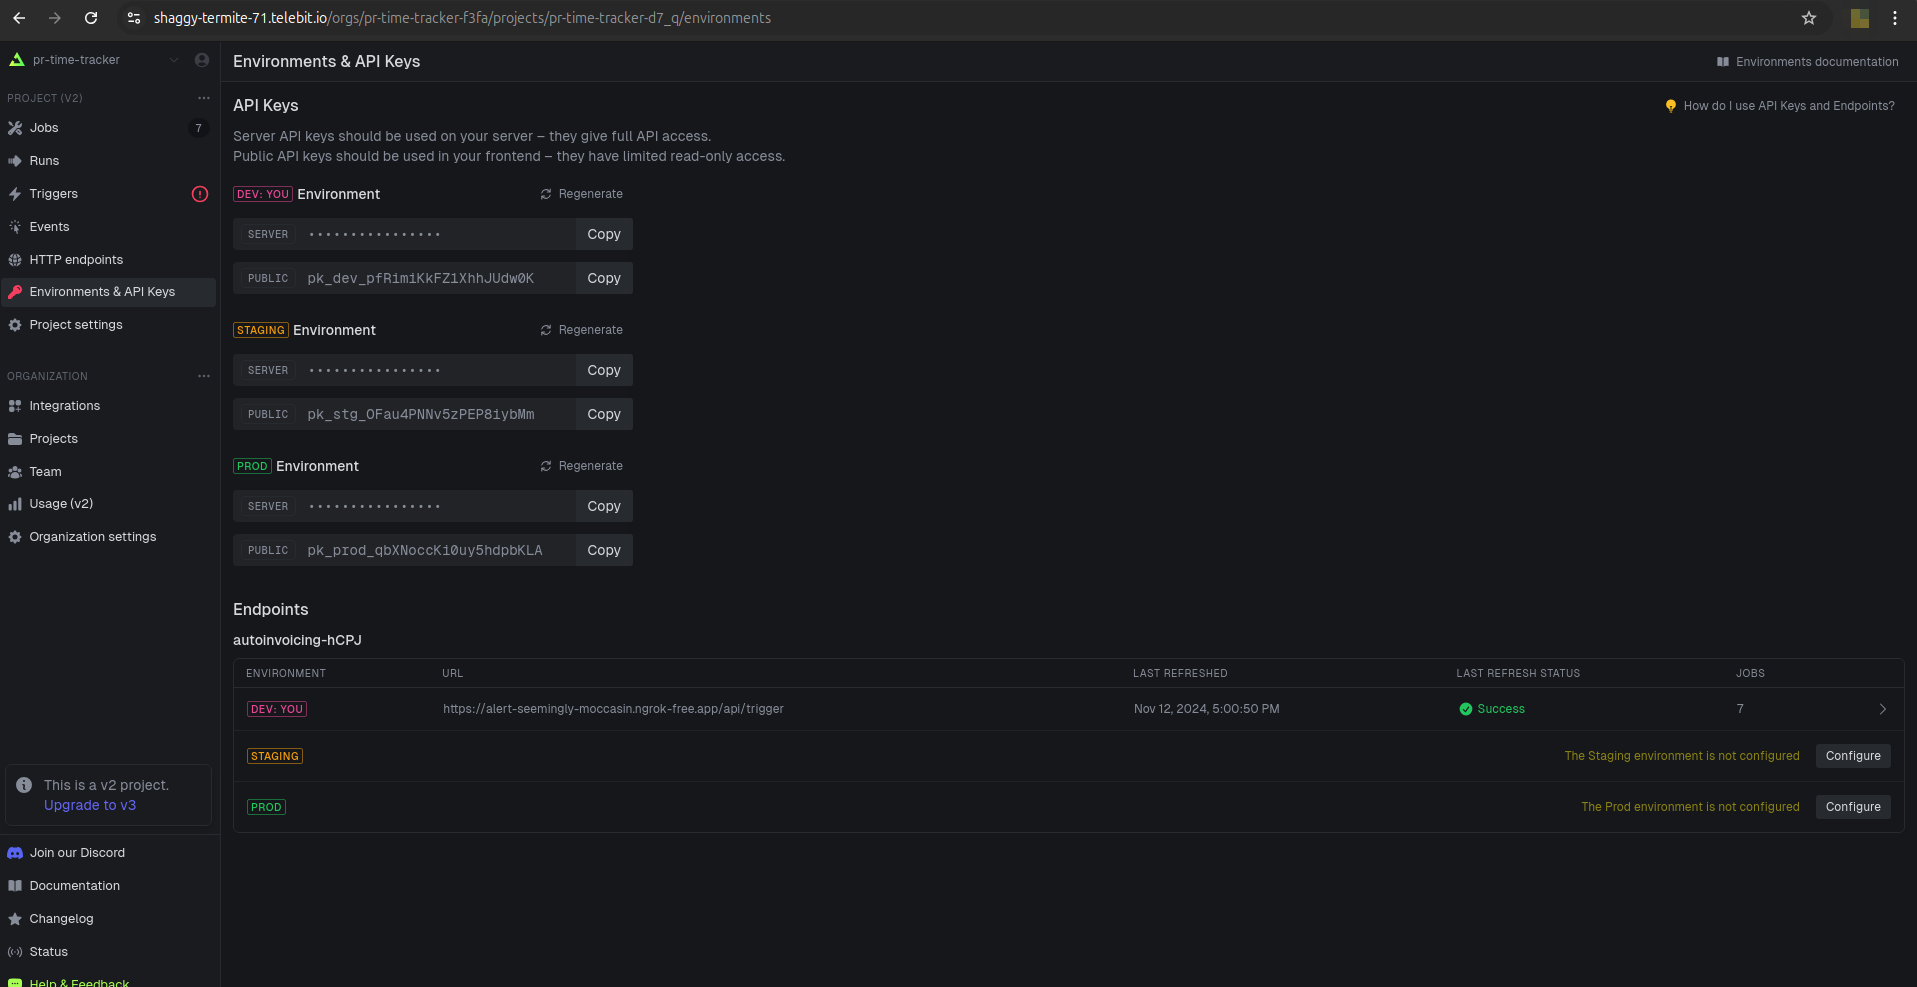 shaggy-termite-71.telebit.io/orgs/pr-time-tracker-f3fa/projects/pr-time-tracker-d7_q/environments
pr-time-tracker
PROJECT (V2)
Jobs
7
Runs
Triggers
Events
HTTP endpoints
Environments & API Keys
Project settings
ORGANIZATION
Integrations
Projects
Team
Usage (v2)
Organization settings
This is a v2 project.
Upgrade to v3
Join our Discord
Documentation
Changelog
Status
Help & Feedback
Environments & API Keys
Environments documentation
API Keys
How do I use API Keys and Endpoints?
Server API keys should be used on your server – they give full API access.
Public API keys should be used in your frontend – they have limited read-only access.
DEV: YOU Environment
Regenerate
SERVER •••••••••••••••• Copy
PUBLIC pk_dev_pfRimiKkFZ1XhhJUdw0K Copy
STAGING Environment
Regenerate
SERVER •••••••••••••••• Copy
PUBLIC pk_stg_OFau4PNNv5zPEP8iybMm Copy
PROD Environment
Regenerate
SERVER •••••••••••••••• Copy
PUBLIC pk_prod_qbXNoccKi0uy5hdpbKLA Copy
Endpoints
autoinvoicing-hCPJ
ENVIRONMENT URL LAST REFRESHED LAST REFRESH STATUS JOBS
DEV: YOU https://alert-seemingly-moccasin.ngrok-free.app/api/trigger Nov 12, 2024, 5:00:50 PM Success 7
STAGING The Staging environment is not configured Configure
PROD The Prod environment is not configured Configure